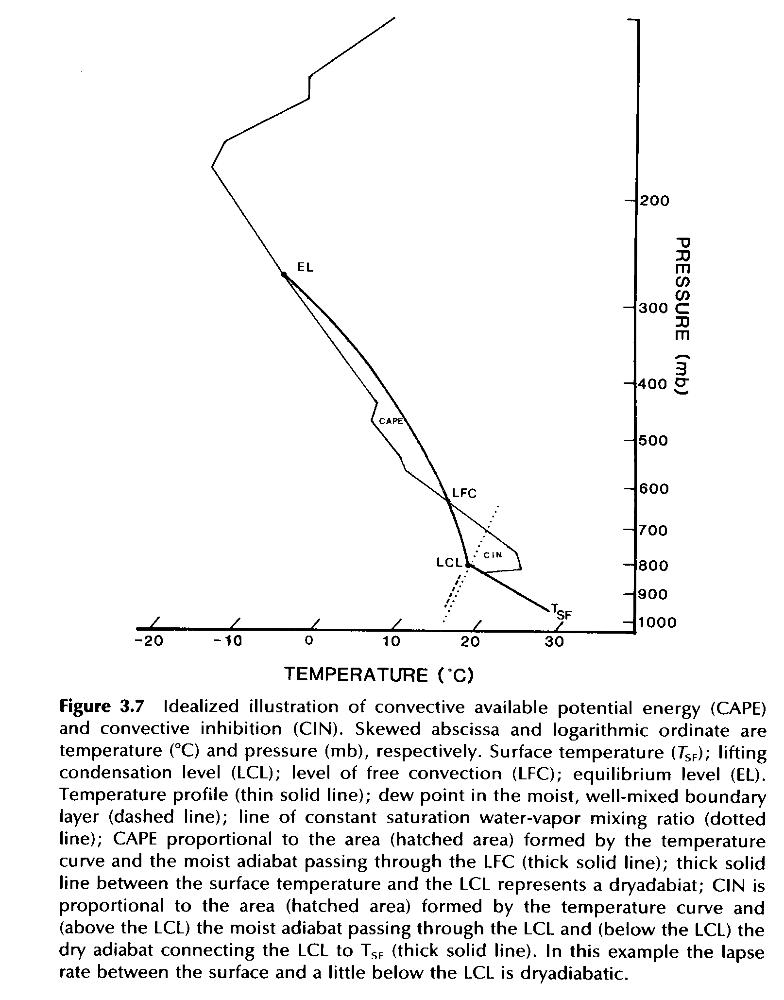 EL
200
PRESSURE (mb)
300
400
CAPE
500
LFC
600
700
CIN
LCL
800
900
TSF
1000
-20 -10 0 10 20 30
TEMPERATURE (°C)
Figure 3.7 Idealized illustration of convective available potential energy (CAPE)
and convective inhibition (CIN). Skewed abscissa and logarithmic ordinate are
temperature (°C) and pressure (mb), respectively. Surface temperature (TSF); lifting
condensation level (LCL); level of free convection (LFC); equilibrium level (EL).
Temperature profile (thin solid line); dew point in the moist, well-mixed boundary
layer (dashed line); line of constant saturation water-vapor mixing ratio (dotted
line); CAPE proportional to the area (hatched area) formed by the temperature
curve and the moist adiabat passing through the LFC (thick solid line); thick solid
line between the surface temperature and the LCL represents a dryadabiat; CIN is
proportional to the area (hatched area) formed by the temperature curve and
(above the LCL) the moist adiabat passing through the LCL and (below the LCL) the
dry adiabat connecting the LCL to TSF (thick solid line). In this example the lapse
rate between the surface and a little below the LCL is dryadiabatic.